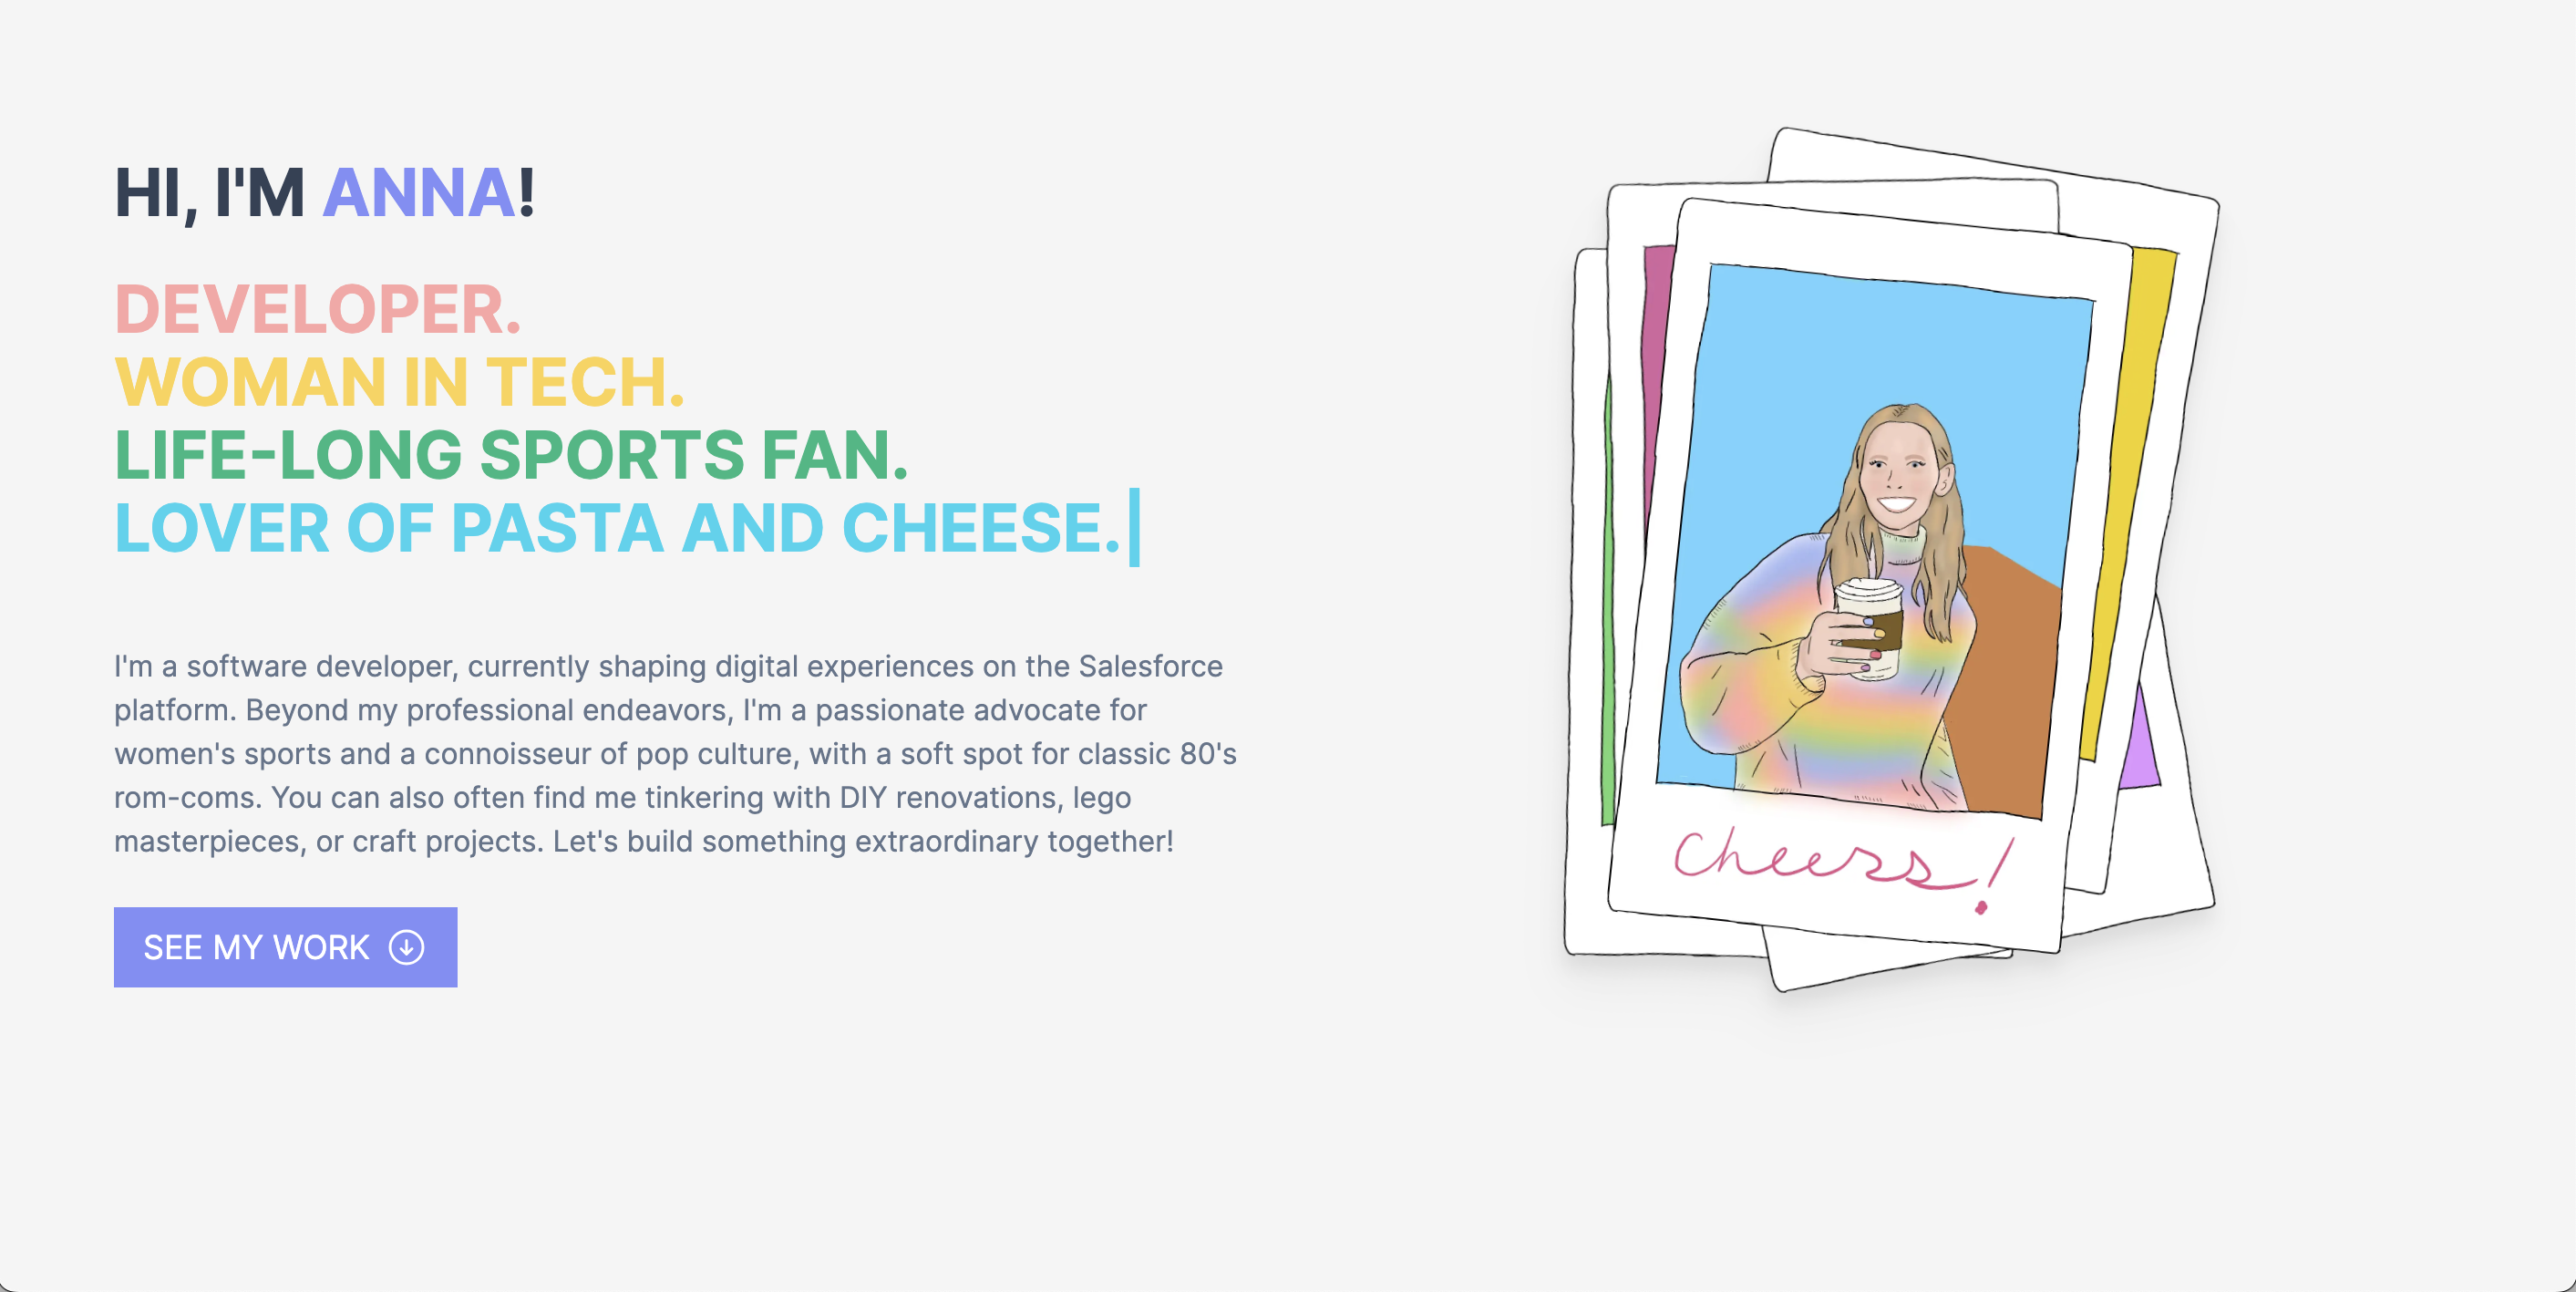 HI, I'M ANNA!
DEVELOPER.
WOMAN IN TECH.
LIFE-LONG SPORTS FAN.
LOVER OF PASTA AND CHEESE.
I'm a software developer, currently shaping digital experiences on the Salesforce
platform. Beyond my professional endeavors, I'm a passionate advocate for
women's sports and a connoisseur of pop culture, with a soft spot for classic 80's
rom-coms. You can also often find me tinkering with DIY renovations, lego
masterpieces, or craft projects. Let's build something extraordinary together!
SEE MY WORK
Cheers!